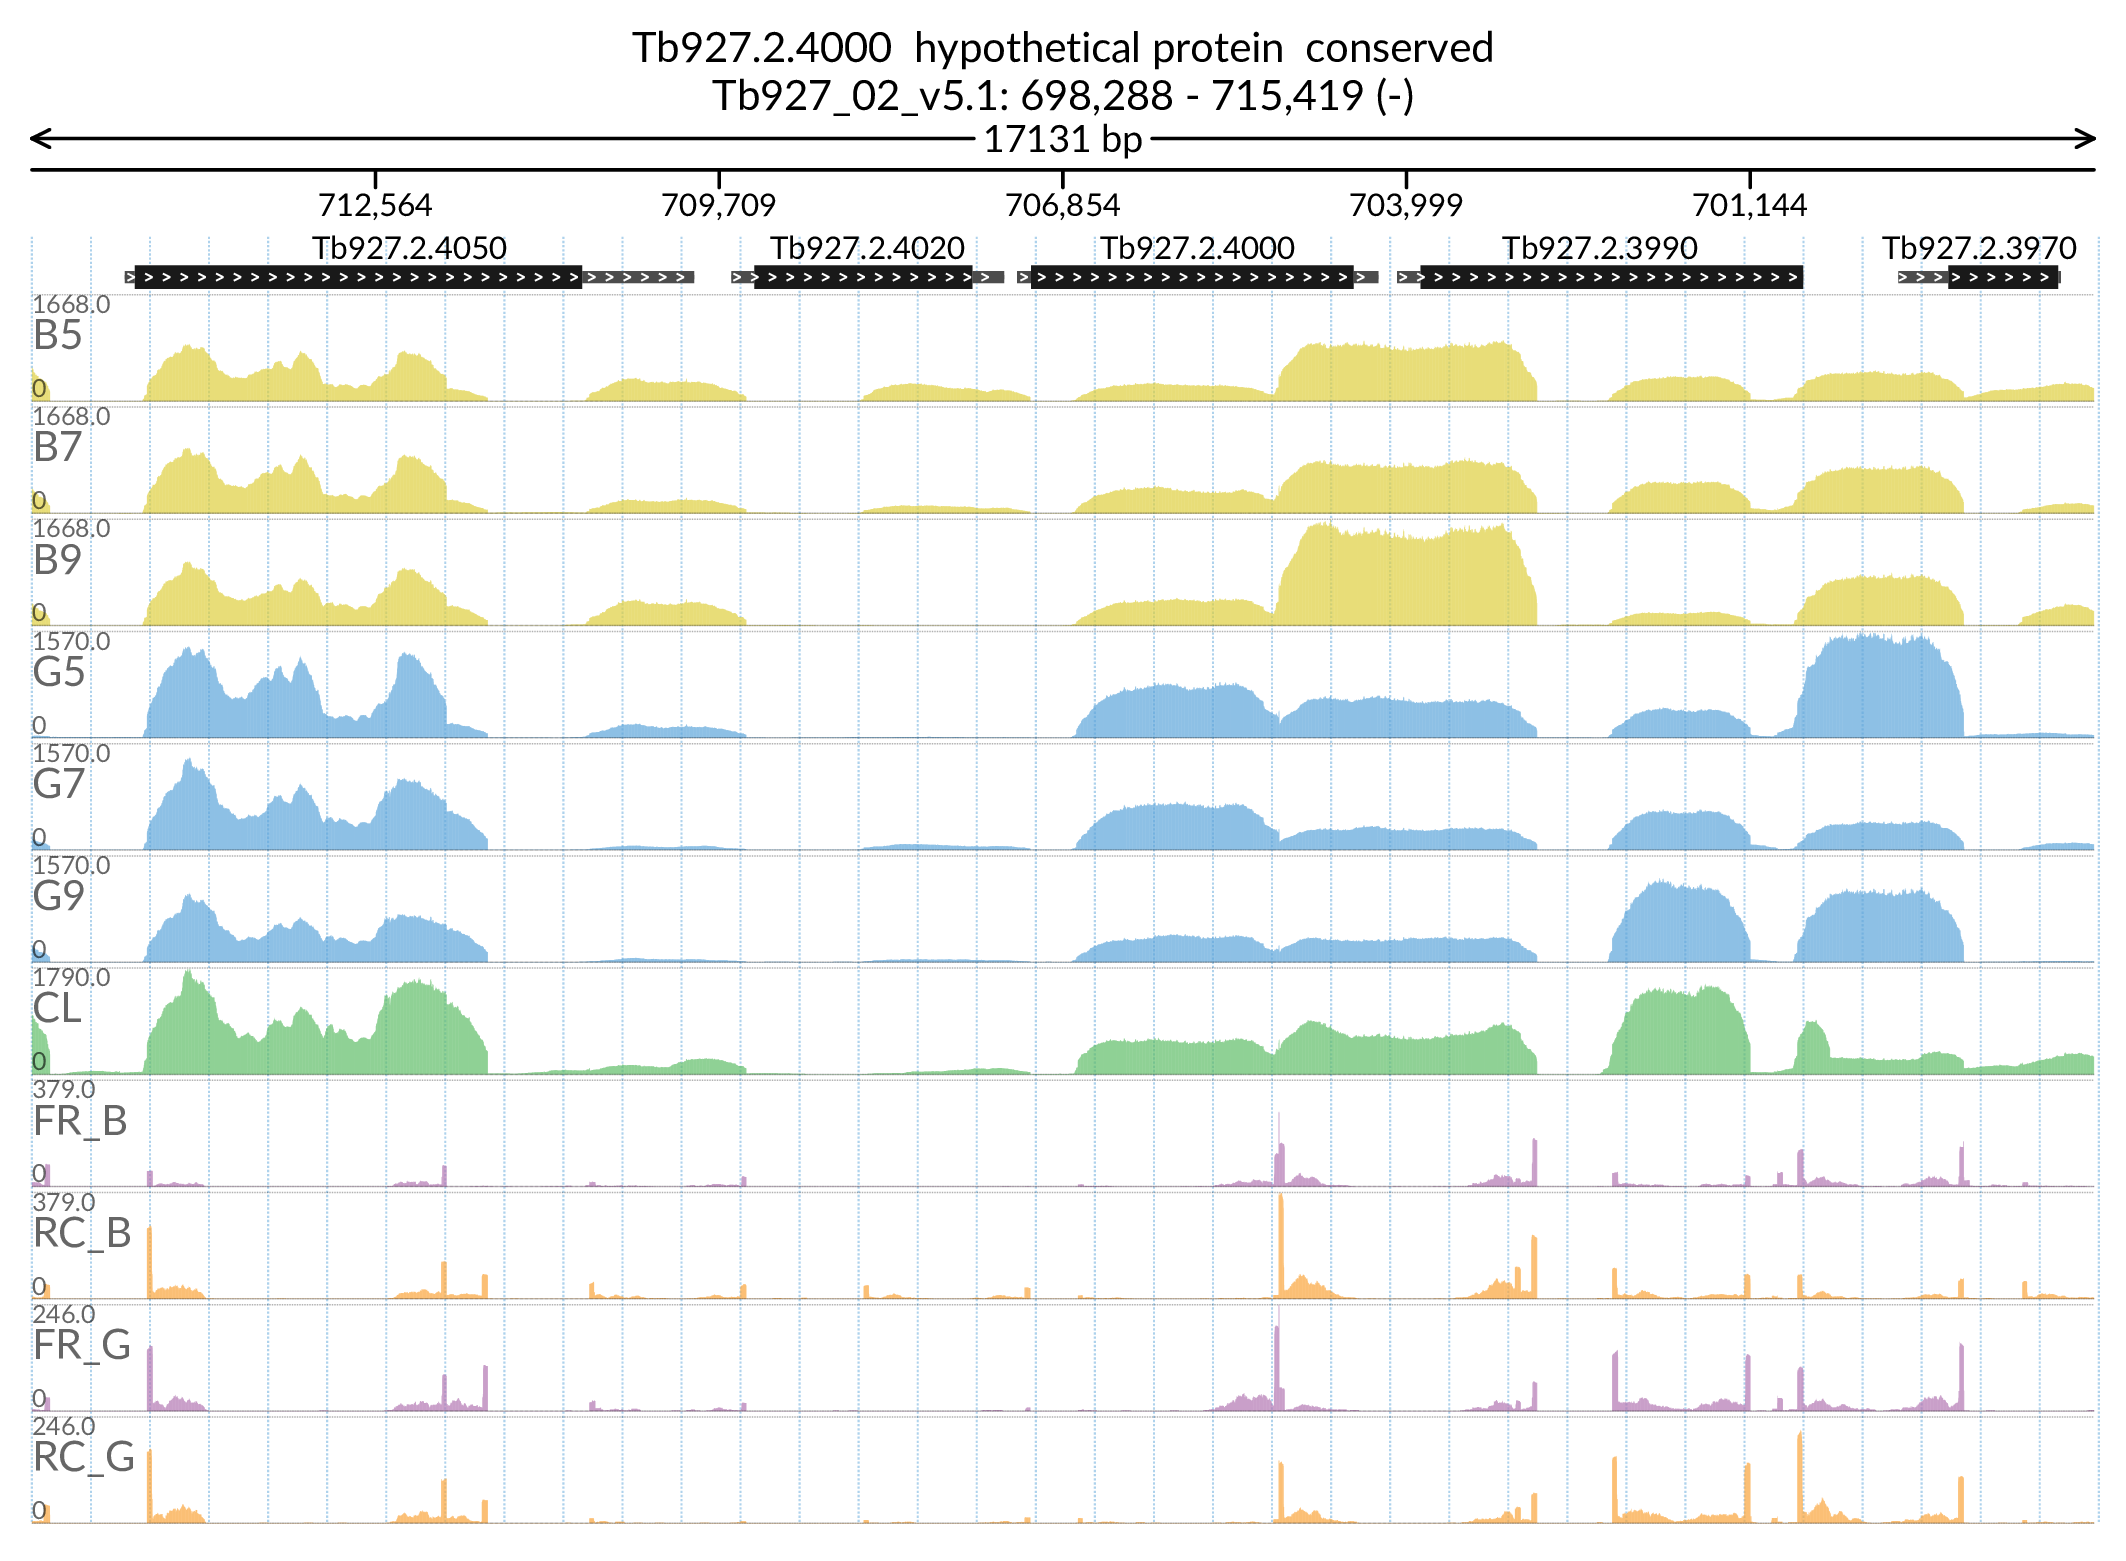 Tb927.2.4000  hypothetical protein  conserved
Tb927_02_v5.1: 698,288 - 715,419 (-)
17131 bp
712,564 709,709 706,854 703,999 701,144
Tb927.2.4050 Tb927.2.4020 Tb927.2.4000 Tb927.2.3990 Tb927.2.3970
1668.0
B5
0
1668.0
B7
0
1668.0
B9
0
1570.0
G5
0
1570.0
G7
0
1570.0
G9
0
1790.0
CL
0
379.0
FR_B
0
379.0
RC_B
0
246.0
FR_G
0
246.0
RC_G
0